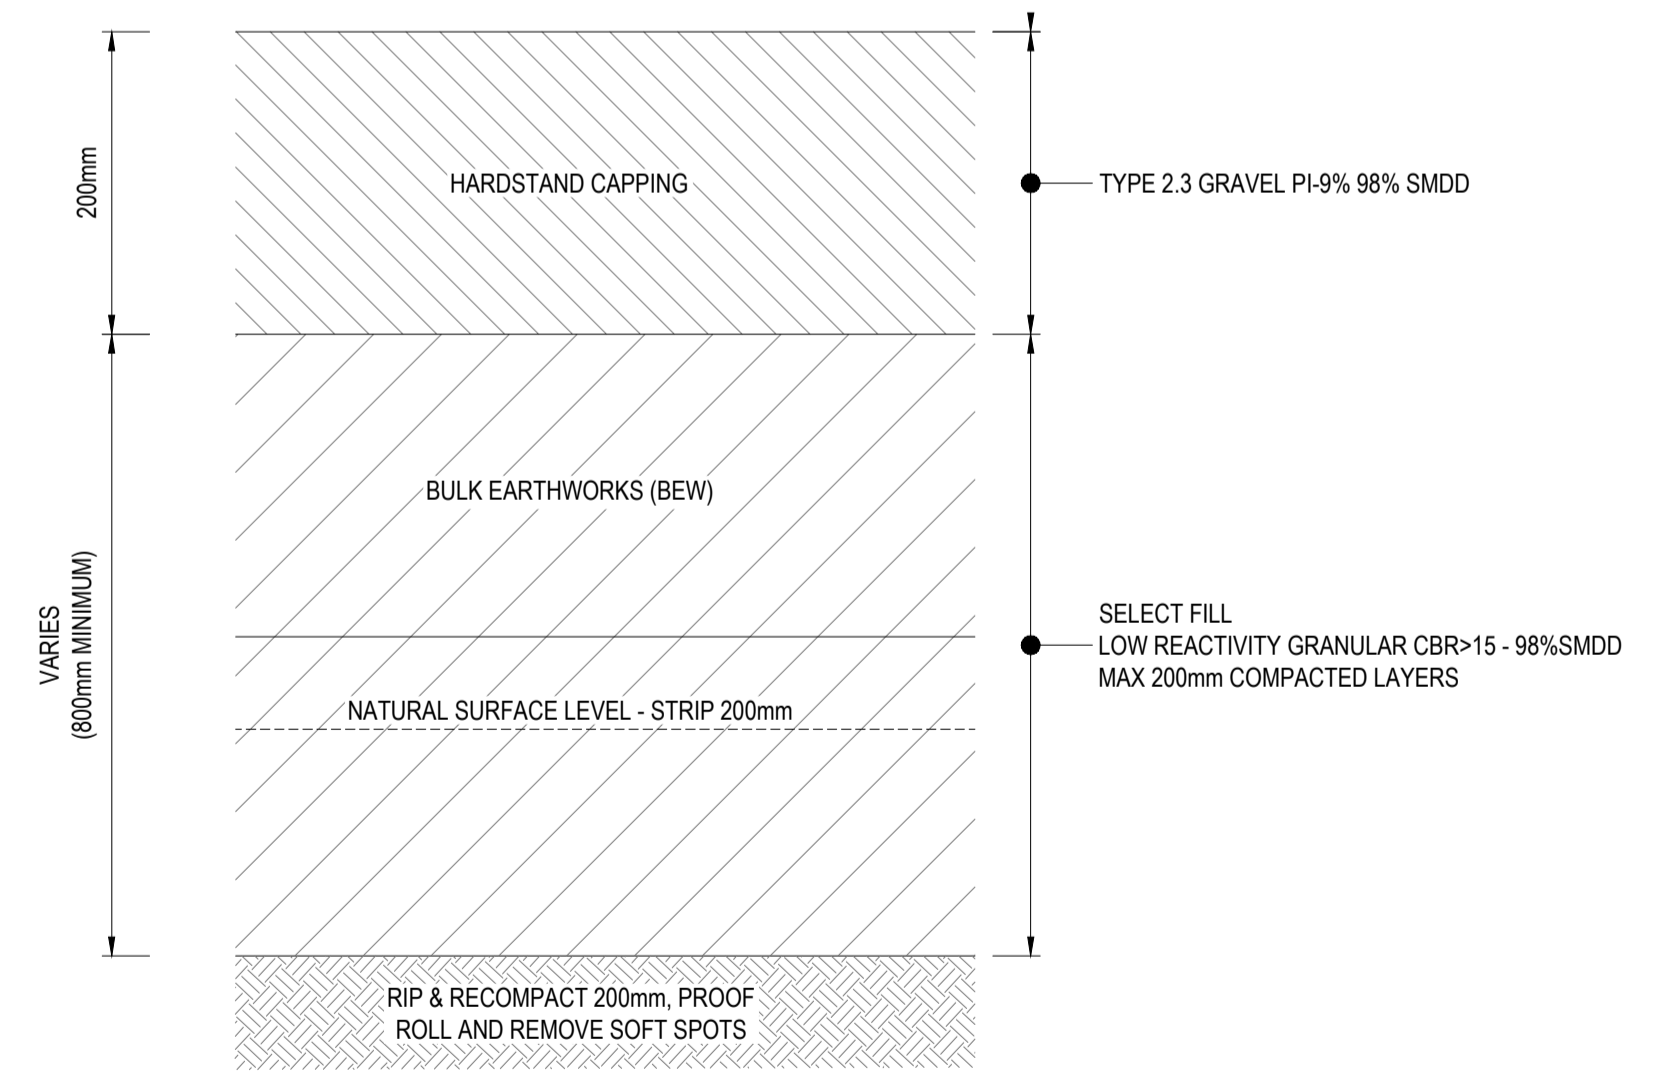 200mm
HARDSTAND CAPPING
TYPE 2.3 GRAVEL PI-9% 98% SMDD
BULK EARTHWORKS (BEW)
VARIES
(800mm MINIMUM)
SELECT FILL
LOW REACTIVITY GRANULAR CBR>15 - 98%SMDD
MAX 200mm COMPACTED LAYERS
NATURAL SURFACE LEVEL - STRIP 200mm
RIP & RECOMPACT 200mm, PROOF
ROLL AND REMOVE SOFT SPOTS